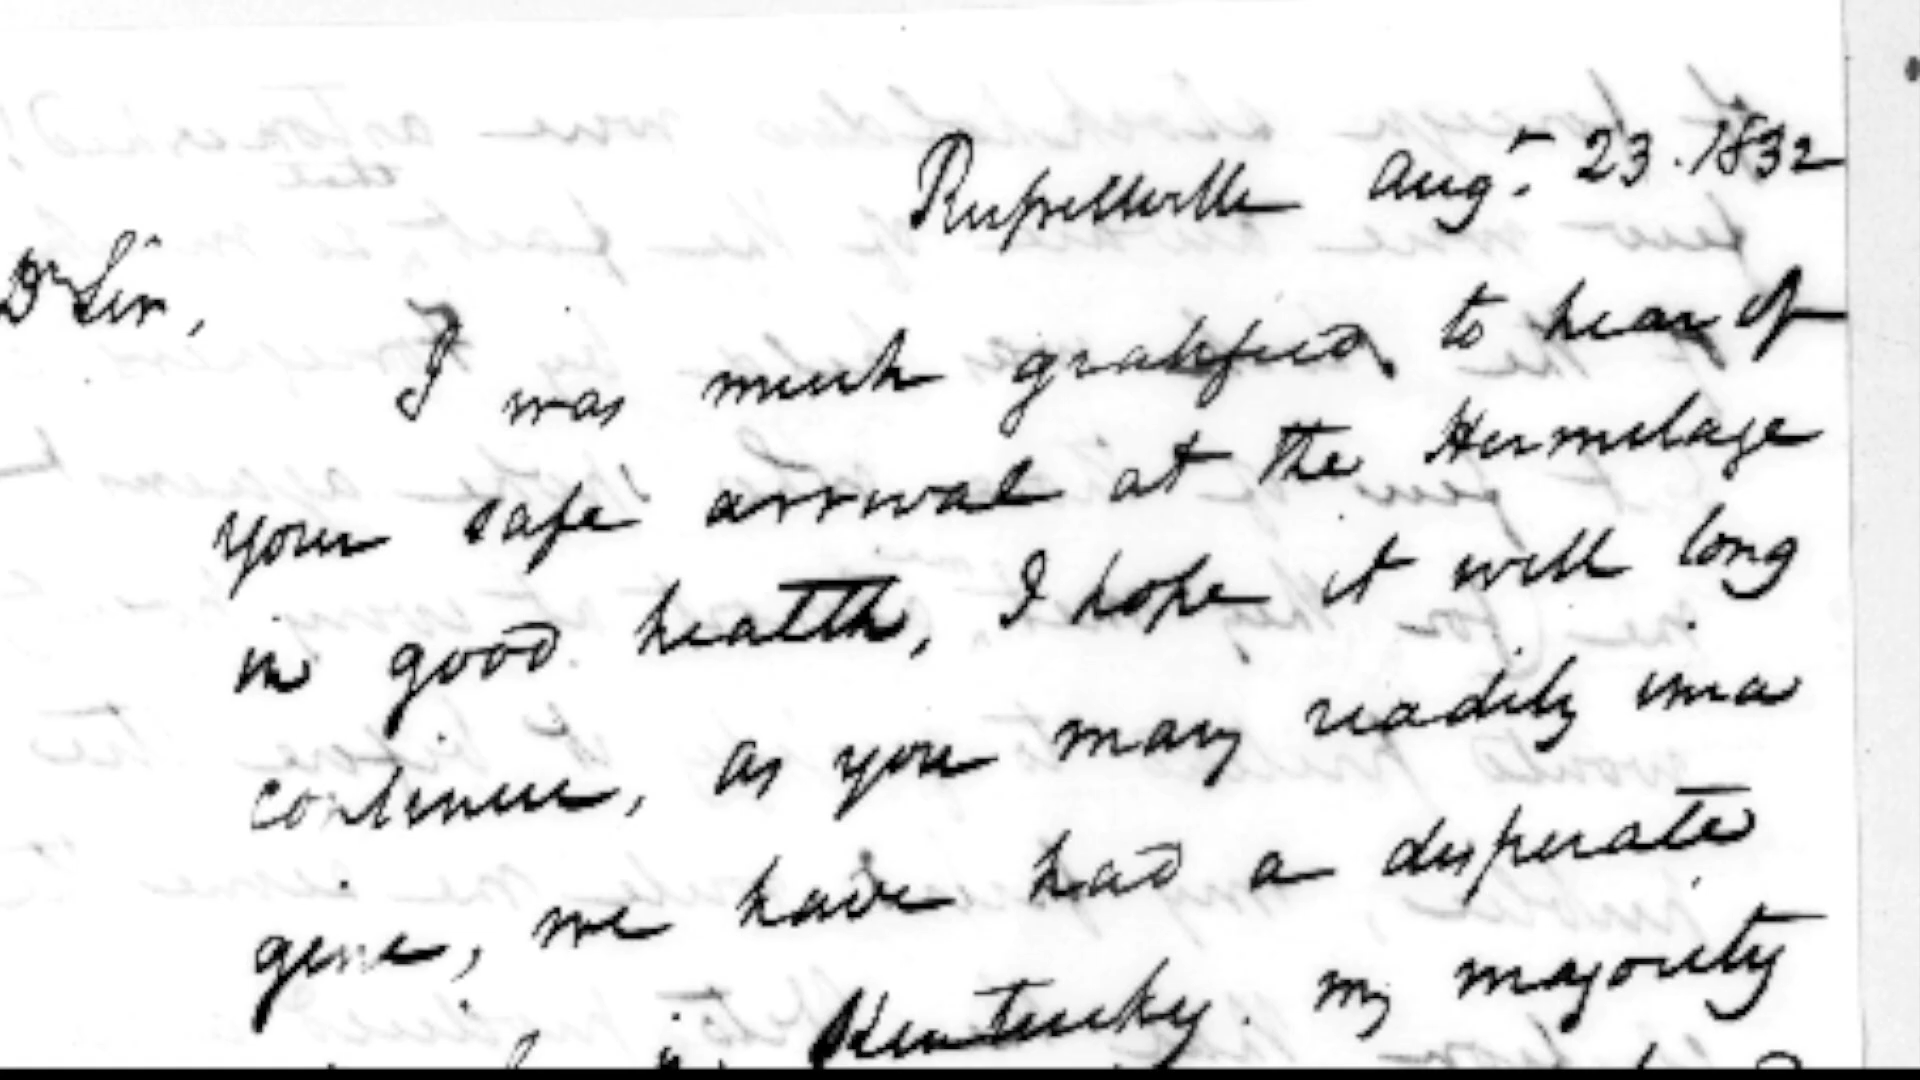 Russellville Aug.t 23. 1832
Dr Sir,
I was much gratified, to hear of
your safe arrival at the Hermitage
in good health, I hope it will long
continue, as you may readily ima
gine, we have had a desperate
in Kentucky. my majority